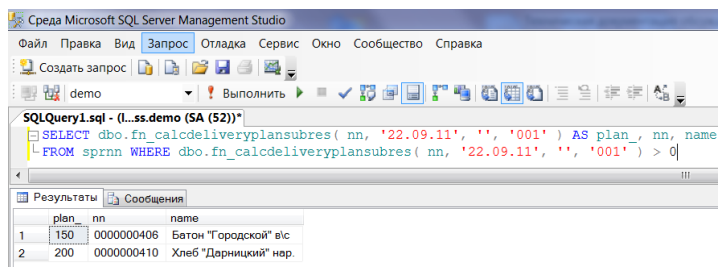 Среда Microsoft SQL Server Management Studio
Файл Правка Вид Запрос Отладка Сервис Окно Сообщество Справка
Создать запрос
demo Выполнить
SQLQuery1.sql - (l...ss.demo (SA (52))*
SELECT dbo.fn_calcdeliveryplansubres( nn, '22.09.11', '', '001' ) AS plan_, nn, name
FROM sprnn WHERE dbo.fn_calcdeliveryplansubres( nn, '22.09.11', '', '001' ) > 0
Результаты Сообщения
plan_ nn name
1 150 0000000406 Батон "Городской" в\с
2 200 0000000410 Хлеб "Дарницкий" нар.